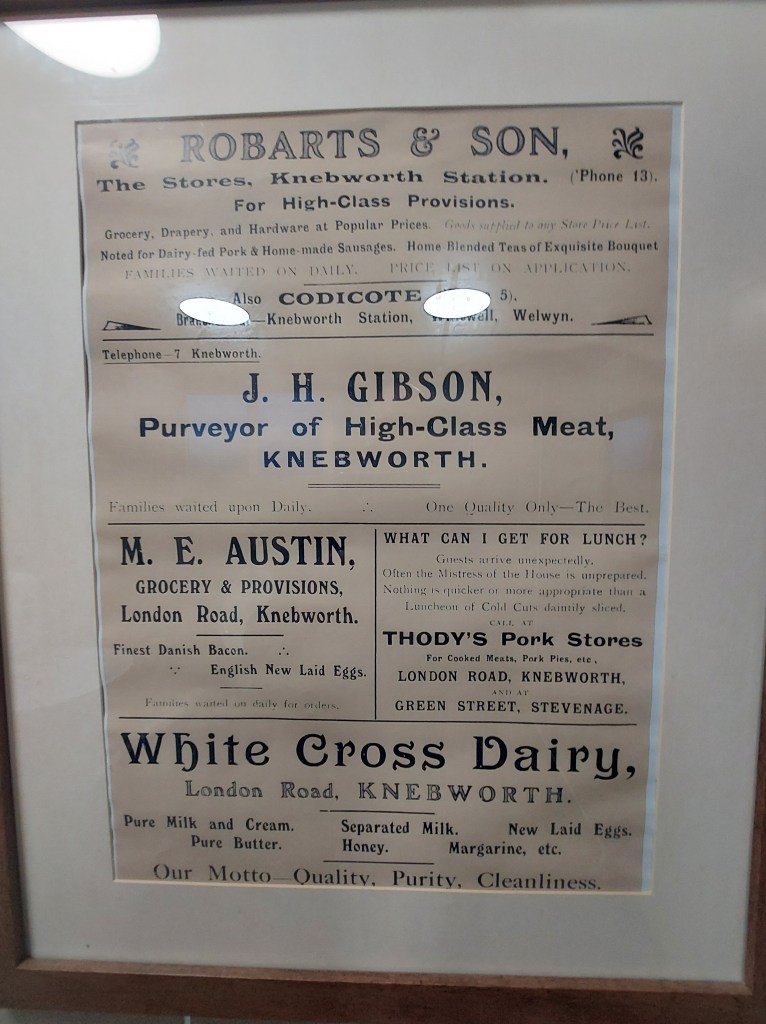 ROBARTS & SON,
The Stores, Knebworth Station. ('Phone 13).
For High-Class Provisions.
Grocery, Drapery, and Hardware at Popular Prices. Goods supplied to any Store Price List.
Noted for Dairy-fed Pork & Home-made Sausages. Home Blended Teas of Exquisite Bouquet
FAMILIES WAITED ON DAILY. PRICE LIST ON APPLICATION.
Also CODICOTE 5).
—Knebworth Station, Welwyn.
Telephone—7 Knebworth.
J. H. GIBSON,
Purveyor of High-Class Meat,
KNEBWORTH.
Families waited upon Daily. ∴ One Quality Only—The Best.
M. E. AUSTIN,
GROCERY & PROVISIONS,
London Road, Knebworth.
Finest Danish Bacon. ∴
∵ English New Laid Eggs.
Families waited on daily for orders.
WHAT CAN I GET FOR LUNCH?
Guests arrive unexpectedly.
Often the Mistress of the House is unprepared.
Nothing is quicker or more appropriate than a
Luncheon of Cold Cuts daintily sliced.
CALL AT
THODY'S Pork Stores
For Cooked Meats, Pork Pies, etc,
LONDON ROAD, KNEBWORTH,
AND AT
GREEN STREET, STEVENAGE.
White Cross Dairy,
London Road, KNEBWORTH.
Pure Milk and Cream. Separated Milk. New Laid Eggs.
Pure Butter. Honey. Margarine, etc.
Our Motto—Quality, Purity, Cleanliness.